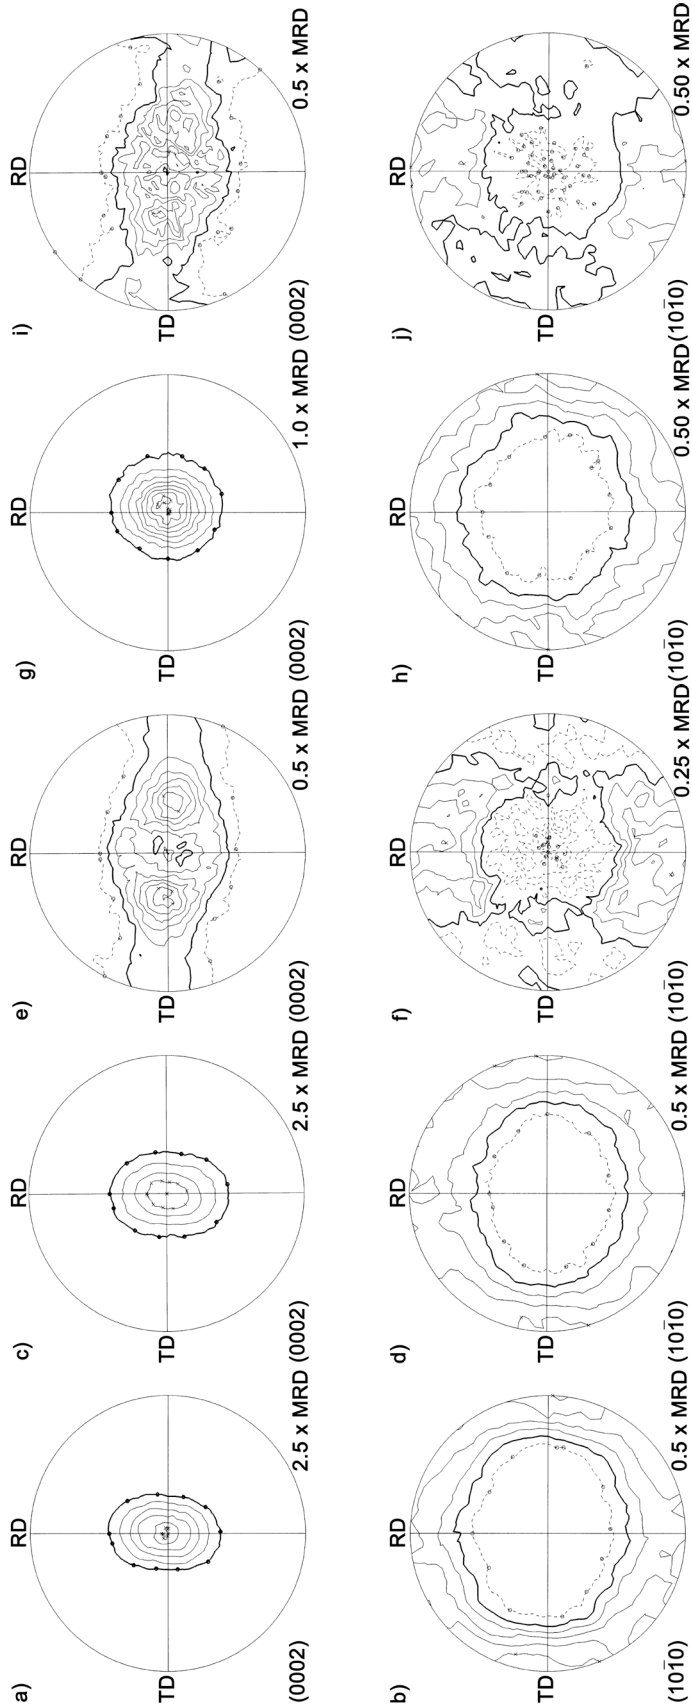 a)
RD
TD
(0002)
2.5 x MRD
c)
RD
TD
(0002)
2.5 x MRD
e)
RD
TD
(0002)
0.5 x MRD
g)
RD
TD
(0002)
1.0 x MRD
i)
RD
TD
(0002)
0.5 x MRD
b)
RD
TD
(101̄0)
0.5 x MRD
d)
RD
TD
(101̄0)
0.5 x MRD
f)
RD
TD
(101̄0)
0.25 x MRD
h)
RD
TD
(101̄0)
0.50 x MRD
j)
RD
TD
(101̄0)
0.50 x MRD